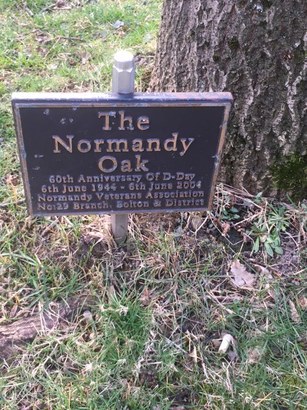 The
Normandy
Oak
60th Anniversary Of D-Day
6th June 1944 - 6th June 2004
Normandy Veterans Association
No:29 Branch. Bolton & District